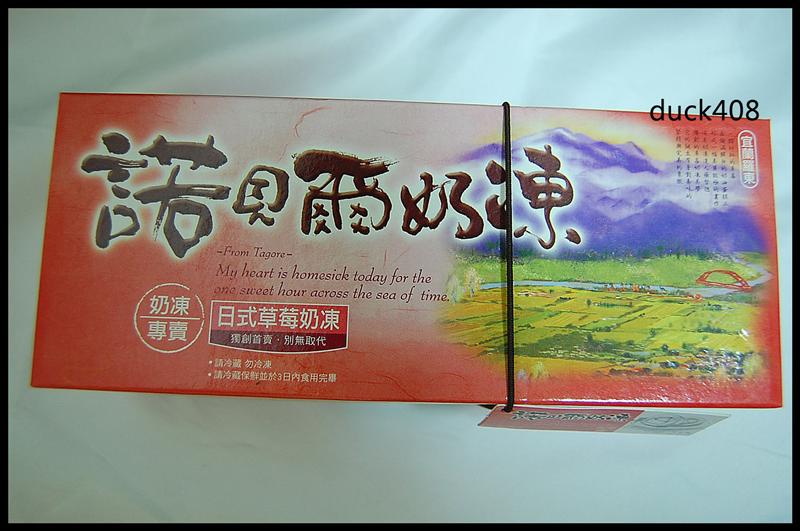 duck408
宜蘭羅東
諾貝爾奶凍
-From Tagore-
My heart is homesick today for the
one sweet hour across the sea of time.
奶凍
專賣
日式草莓奶凍
獨創首賣·別無取代
•請冷藏 勿冷凍
•請冷藏保鮮並於3日內食用完畢